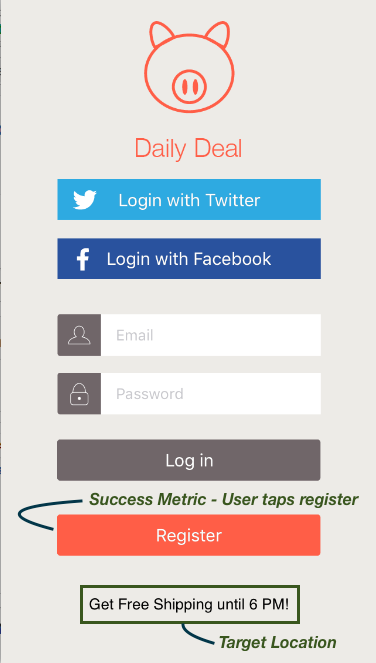 Daily Deal
Login with Twitter
Login with Facebook
Email
Password
Log in
Success Metric - User taps register
Register
Get Free Shipping until 6 PM!
Target Location